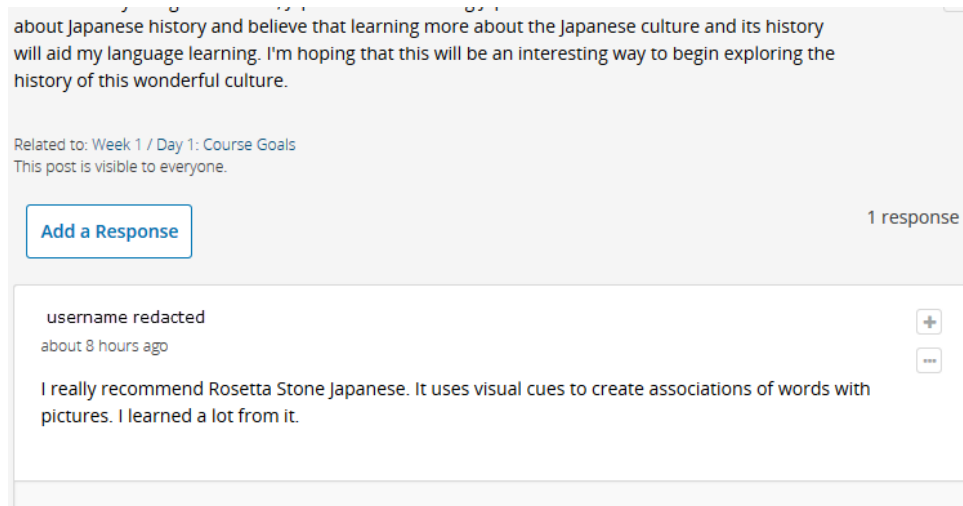 about Japanese history and believe that learning more about the Japanese culture and its history
will aid my language learning. I'm hoping that this will be an interesting way to begin exploring the
history of this wonderful culture.
Related to: Week 1 / Day 1: Course Goals
This post is visible to everyone.
Add a Response
1 response
username redacted
about 8 hours ago
I really recommend Rosetta Stone Japanese. It uses visual cues to create associations of words with
pictures. I learned a lot from it.